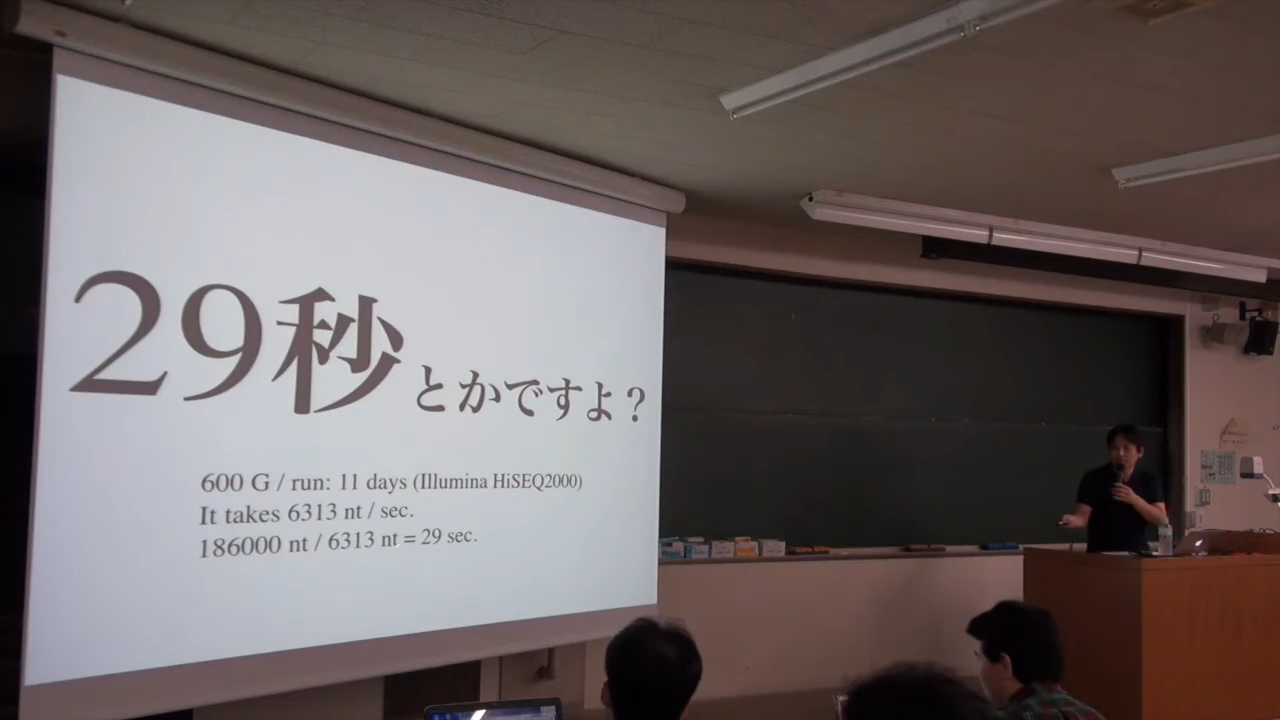 29秒とかですよ？
600 G / run: 11 days (Illumina HiSEQ2000)
It takes 6313 nt / sec.
186000 nt / 6313 nt = 29 sec.